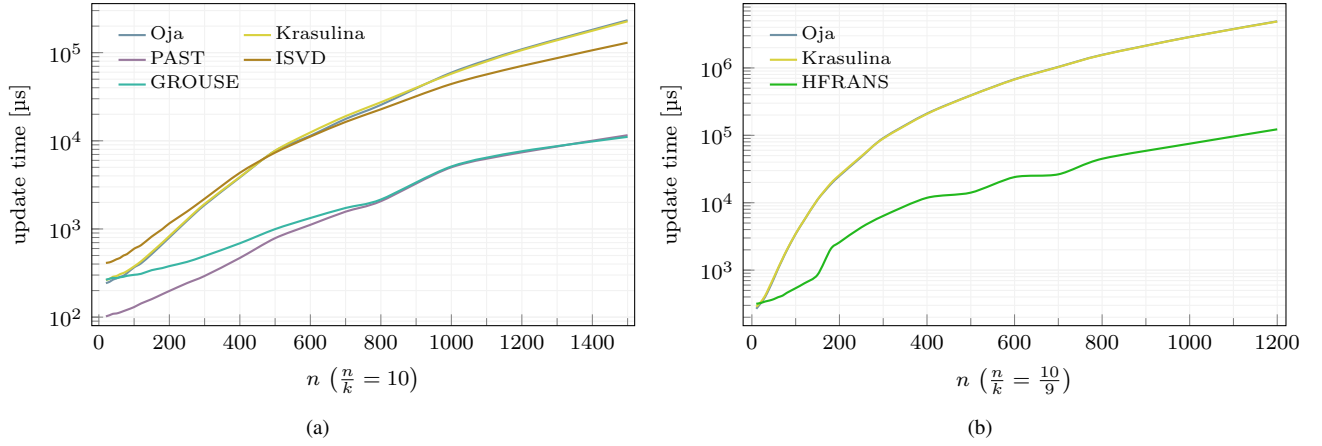 Oja
PAST
GROUSE
Krasulina
ISVD
update time [µs]
10^5
10^4
10^3
10^2
0 200 400 600 800 1000 1200 1400
n (n/k = 10)
(a)
Oja
Krasulina
HFRANS
update time [µs]
10^6
10^5
10^4
10^3
0 200 400 600 800 1000 1200
n (n/k = 10/9)
(b)